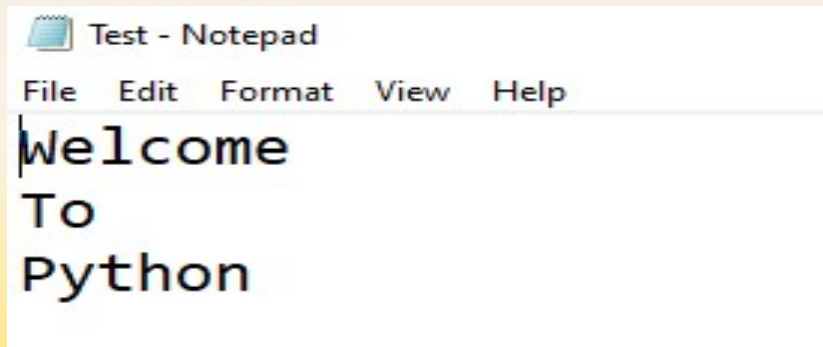 Test - Notepad
File Edit Format View Help
Welcome
To
Python